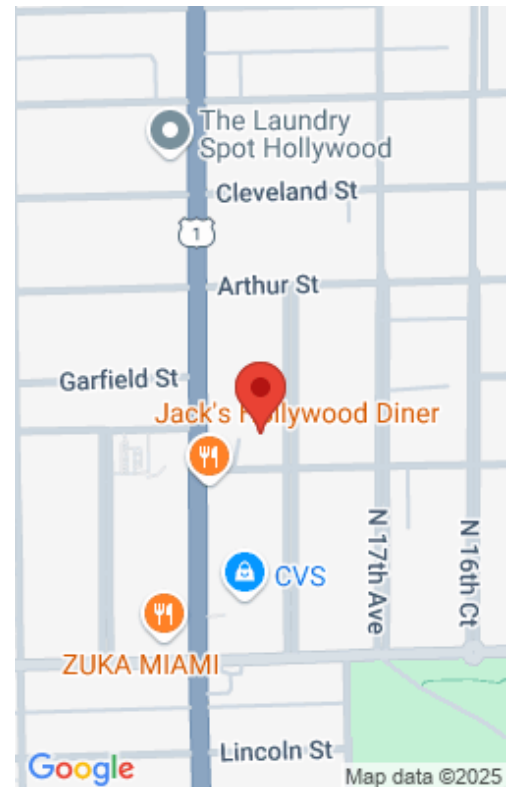 The Laundry
Spot Hollywood
Cleveland St
1
Arthur St
Garfield St
Jack's Hollywood Diner
N 17th Ave
N 16th Ct
CVS
ZUKA MIAMI
Lincoln St
Google
Map data ©2025